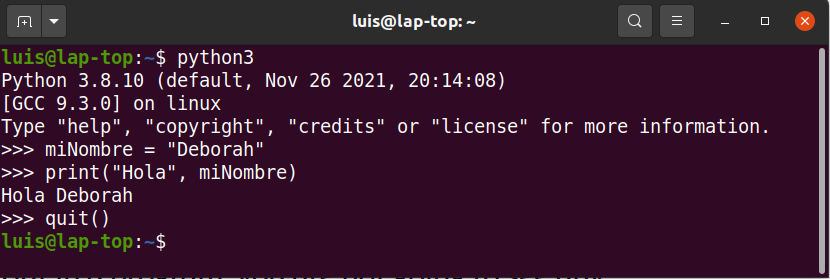 luis@lap-top: ~
luis@lap-top:~$ python3
Python 3.8.10 (default, Nov 26 2021, 20:14:08)
[GCC 9.3.0] on linux
Type "help", "copyright", "credits" or "license" for more information.
>>> miNombre = "Deborah"
>>> print("Hola", miNombre)
Hola Deborah
>>> quit()
luis@lap-top:~$